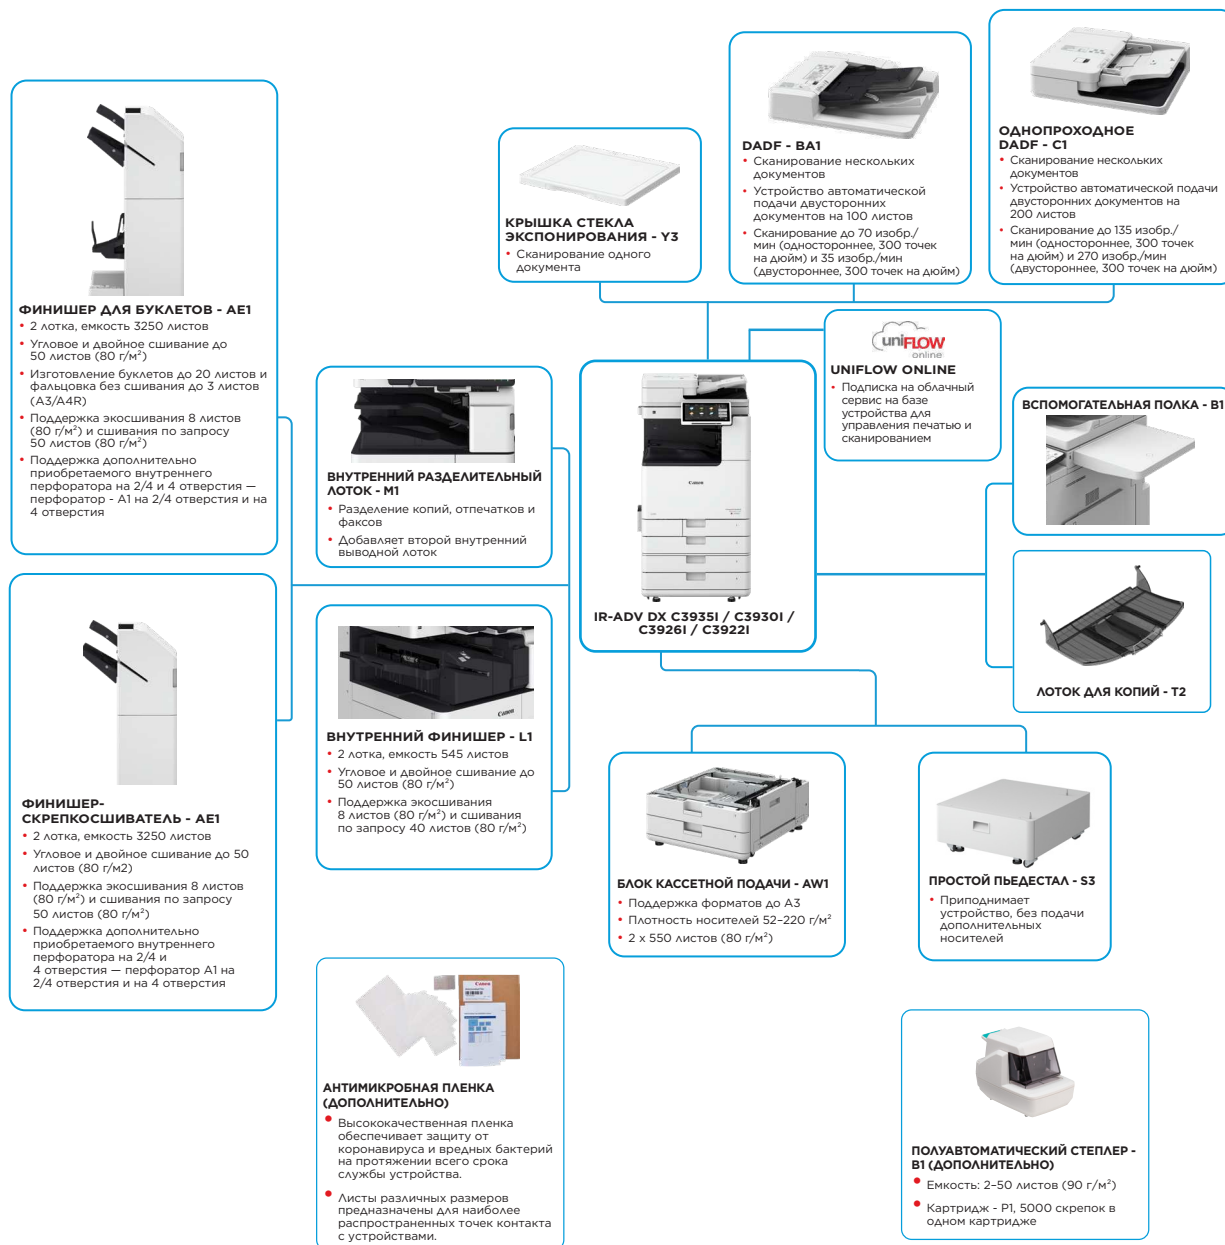 ФИНИШЕР ДЛЯ БУКЛЕТОВ - AE1
• 2 лотка, емкость 3250 листов
• Угловое и двойное сшивание до
50 листов (80 г/м²)
• Изготовление буклетов до 20 листов и
фальцовка без сшивания до 3 листов
(A3/A4R)
• Поддержка экосшивания 8 листов
(80 г/м²) и сшивания по запросу
50 листов (80 г/м²)
• Поддержка дополнительно
приобретаемого внутреннего
перфоратора на 2/4 и 4 отверстия —
перфоратор - A1 на 2/4 отверстия и на
4 отверстия
ФИНИШЕР-
СКРЕПКОСШИВАТЕЛЬ - AE1
• 2 лотка, емкость 3250 листов
• Угловое и двойное сшивание до 50
листов (80 г/м2)
• Поддержка экосшивания 8 листов
(80 г/м²) и сшивания по запросу
50 листов (80 г/м²)
• Поддержка дополнительно
приобретаемого внутреннего
перфоратора на 2/4 и
4 отверстия — перфоратор A1 на
2/4 отверстия и на 4 отверстия
ВНУТРЕННИЙ РАЗДЕЛИТЕЛЬНЫЙ
ЛОТОК - M1
• Разделение копий, отпечатков и
факсов
• Добавляет второй внутренний
выводной лоток
Canon
ВНУТРЕННИЙ ФИНИШЕР - L1
• 2 лотка, емкость 545 листов
• Угловое и двойное сшивание до
50 листов (80 г/м²)
• Поддержка экосшивания
8 листов (80 г/м²) и сшивания
по запросу 40 листов (80 г/м²)
КРЫШКА СТЕКЛА
ЭКСПОНИРОВАНИЯ - Y3
• Сканирование одного
документа
DADF - BA1
• Сканирование нескольких
документов
• Устройство автоматической
подачи двусторонних
документов на 100 листов
• Сканирование до 70 изобр./
мин (одностороннее, 300 точек
на дюйм) и 35 изобр./мин
(двустороннее, 300 точек на дюйм)
ОДНОПРОХОДНОЕ
DADF - C1
• Сканирование нескольких
документов
• Устройство автоматической подачи
двусторонних документов на
200 листов
• Сканирование до 135 изобр./
мин (одностороннее, 300 точек
на дюйм) и 270 изобр./мин
(двустороннее, 300 точек на дюйм)
uniFLOW
online
UNIFLOW ONLINE
• Подписка на облачный
сервис на базе
устройства для
управления печатью и
сканированием
Canon
IR-ADV DX C3935I / C3930I /
C3926I / C3922I
ВСПОМОГАТЕЛЬНАЯ ПОЛКА - B1
ЛОТОК ДЛЯ КОПИЙ - T2
БЛОК КАССЕТНОЙ ПОДАЧИ - AW1
• Поддержка форматов до A3
• Плотность носителей 52–220 г/м²
• 2 x 550 листов (80 г/м²)
ПРОСТОЙ ПЬЕДЕСТАЛ - S3
• Приподнимает
устройство, без подачи
дополнительных
носителей
Canon
АНТИМИКРОБНАЯ ПЛЕНКА
(ДОПОЛНИТЕЛЬНО)
• Высококачественная пленка
обеспечивает защиту от
коронавируса и вредных бактерий
на протяжении всего срока
службы устройства.
• Листы различных размеров
предназначены для наиболее
распространенных точек контакта
с устройствами.
ПОЛУАВТОМАТИЧЕСКИЙ СТЕПЛЕР -
B1 (ДОПОЛНИТЕЛЬНО)
• Емкость: 2–50 листов (90 г/м²)
• Картридж - P1, 5000 скрепок в
одном картридже